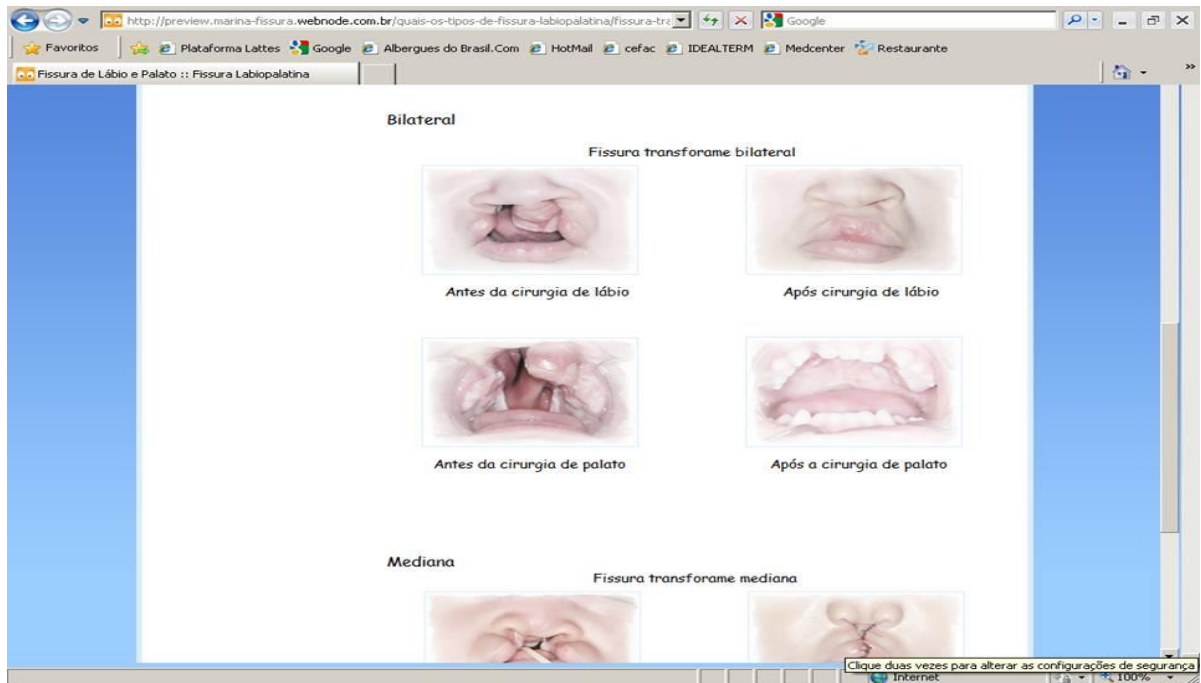 http://preview.marina-fissura.webnode.com.br/quais-os-tipos-de-fissura-labiopalatina/fissura-tra
Google
Favoritos
Plataforma Lattes Google Albergues do Brasil.Com HotMail cefac IDEALTERM Medcenter Restaurante
Fissura de Lábio e Palato :: Fissura Labiopalatina
Bilateral
Fissura transforame bilateral
Antes da cirurgia de lábio
Após cirurgia de lábio
Antes da cirurgia de palato
Após a cirurgia de palato
Mediana
Fissura transforame mediana
Clique duas vezes para alterar as configurações de segurança
Internet
100%